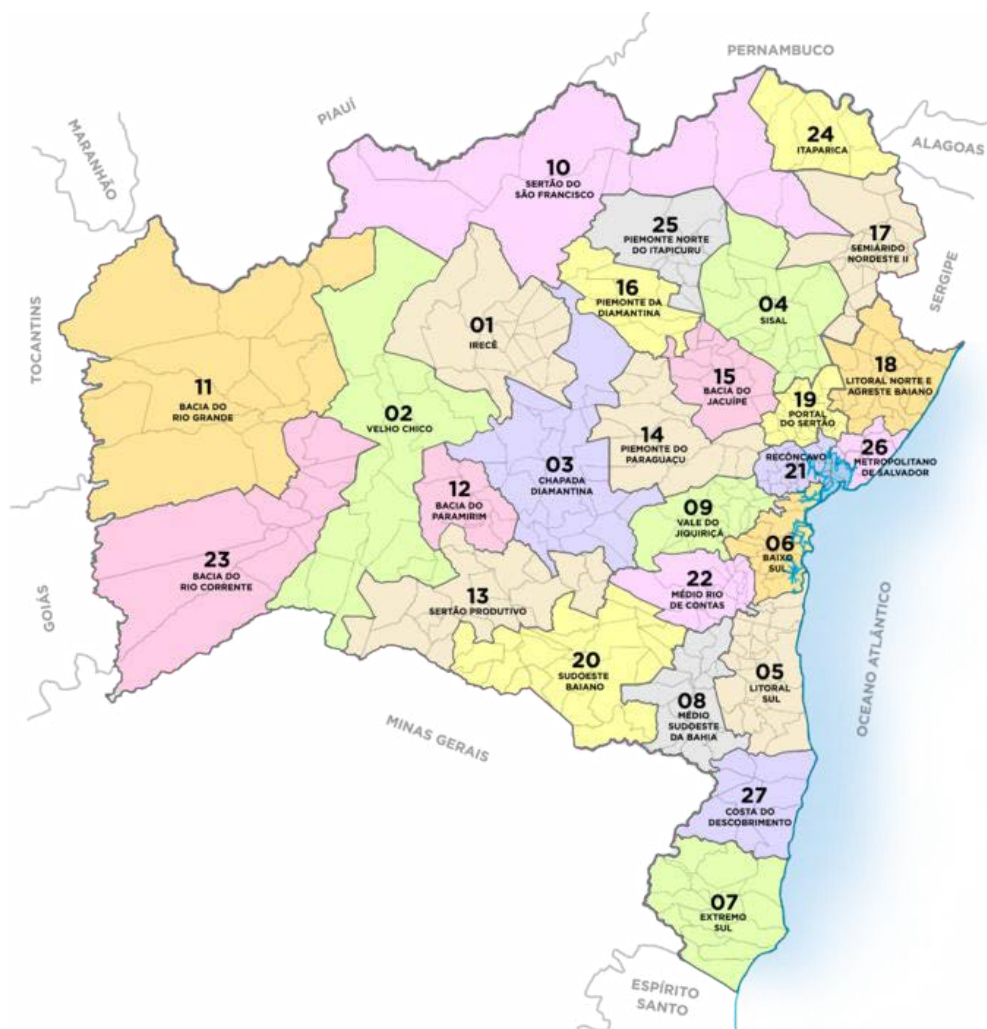 PERNAMBUCO
PIAUÍ
MARANHÃO
24
ITAPARICA
ALAGOAS
10
SERTÃO DO
SÃO FRANCISCO
25
PIEMONTE NORTE
DO ITAPICURU
17
SEMIÁRIDO
NORDESTE II
SERGIPE
16
PIEMONTE DA
DIAMANTINA
04
SISAL
01
IRECÊ
TOCANTINS
11
BACIA DO
RIO GRANDE
02
VELHO CHICO
15
BACIA DO
JACUÍPE
18
LITORAL NORTE E
AGRESTE BAIANO
19
PORTAL
DO SERTÃO
14
PIEMONTE DO
PARAGUAÇU
03
CHAPADA
DIAMANTINA
RECÔNCAVO
21
26
METROPOLITANO
DE SALVADOR
12
BACIA DO
PARAMIRIM
09
VALE DO
JIQUIRIÇÁ
06
BAIXO
SUL
23
BACIA DO
RIO CORRENTE
GOIÁS
13
SERTÃO PRODUTIVO
22
MÉDIO RIO
DE CONTAS
20
SUDOESTE
BAIANO
05
LITORAL
SUL
08
MÉDIO
SUDOESTE
DA BAHIA
OCEANO ATLÂNTICO
MINAS GERAIS
27
COSTA DO
DESCOBRIMENTO
07
EXTREMO
SUL
ESPÍRITO
SANTO